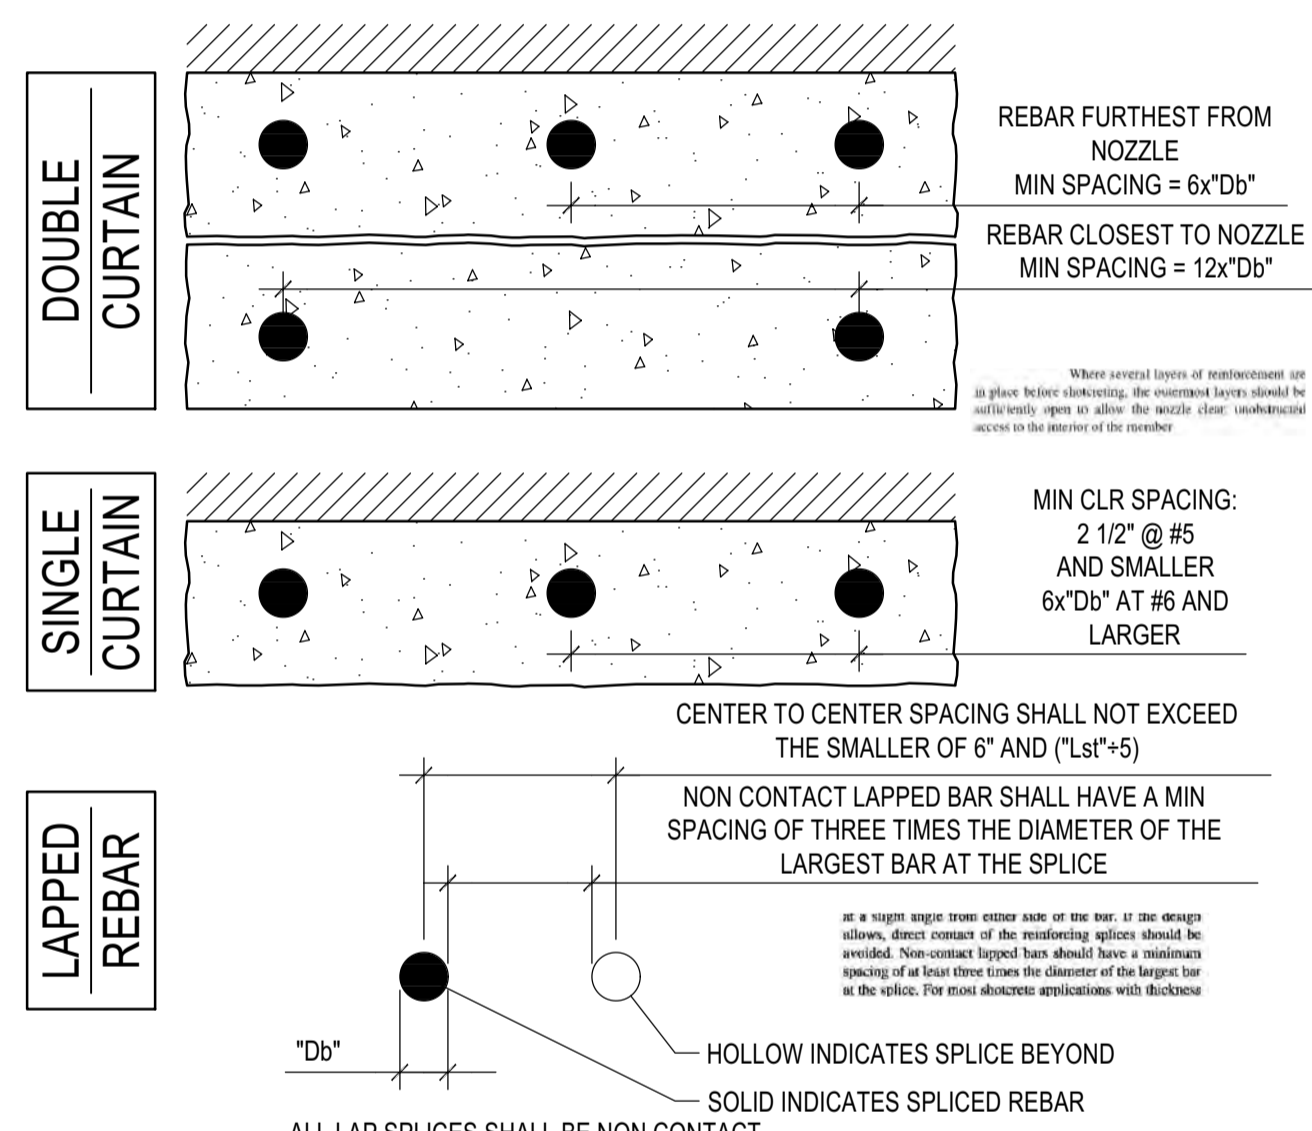 DOUBLE
CURTAIN
REBAR FURTHEST FROM
NOZZLE
MIN SPACING = 6x"Db"
REBAR CLOSEST TO NOZZLE
MIN SPACING = 12x"Db"
Where several layers of reinforcement are
in place before shotcreting, the outermost layers should be
sufficiently open to allow the nozzle clear, unobstructed
access to the interior of the member
SINGLE
CURTAIN
MIN CLR SPACING:
2 1/2" @ #5
AND SMALLER
6x"Db" AT #6 AND
LARGER
LAPPED
REBAR
CENTER TO CENTER SPACING SHALL NOT EXCEED
THE SMALLER OF 6" AND ("Lst"÷5)
NON CONTACT LAPPED BAR SHALL HAVE A MIN
SPACING OF THREE TIMES THE DIAMETER OF THE
LARGEST BAR AT THE SPLICE
at a slight angle from either side of the bar. If the design
allows, direct contact of the reinforcing splices should be
avoided. Non-contact lapped bars should have a minimum
spacing of at least three times the diameter of the largest bar
at the splice. For most shotcrete applications with thickness
"Db"
HOLLOW INDICATES SPLICE BEYOND
SOLID INDICATES SPLICED REBAR
ALL LAP SPLICES SHALL BE NON CONTACT